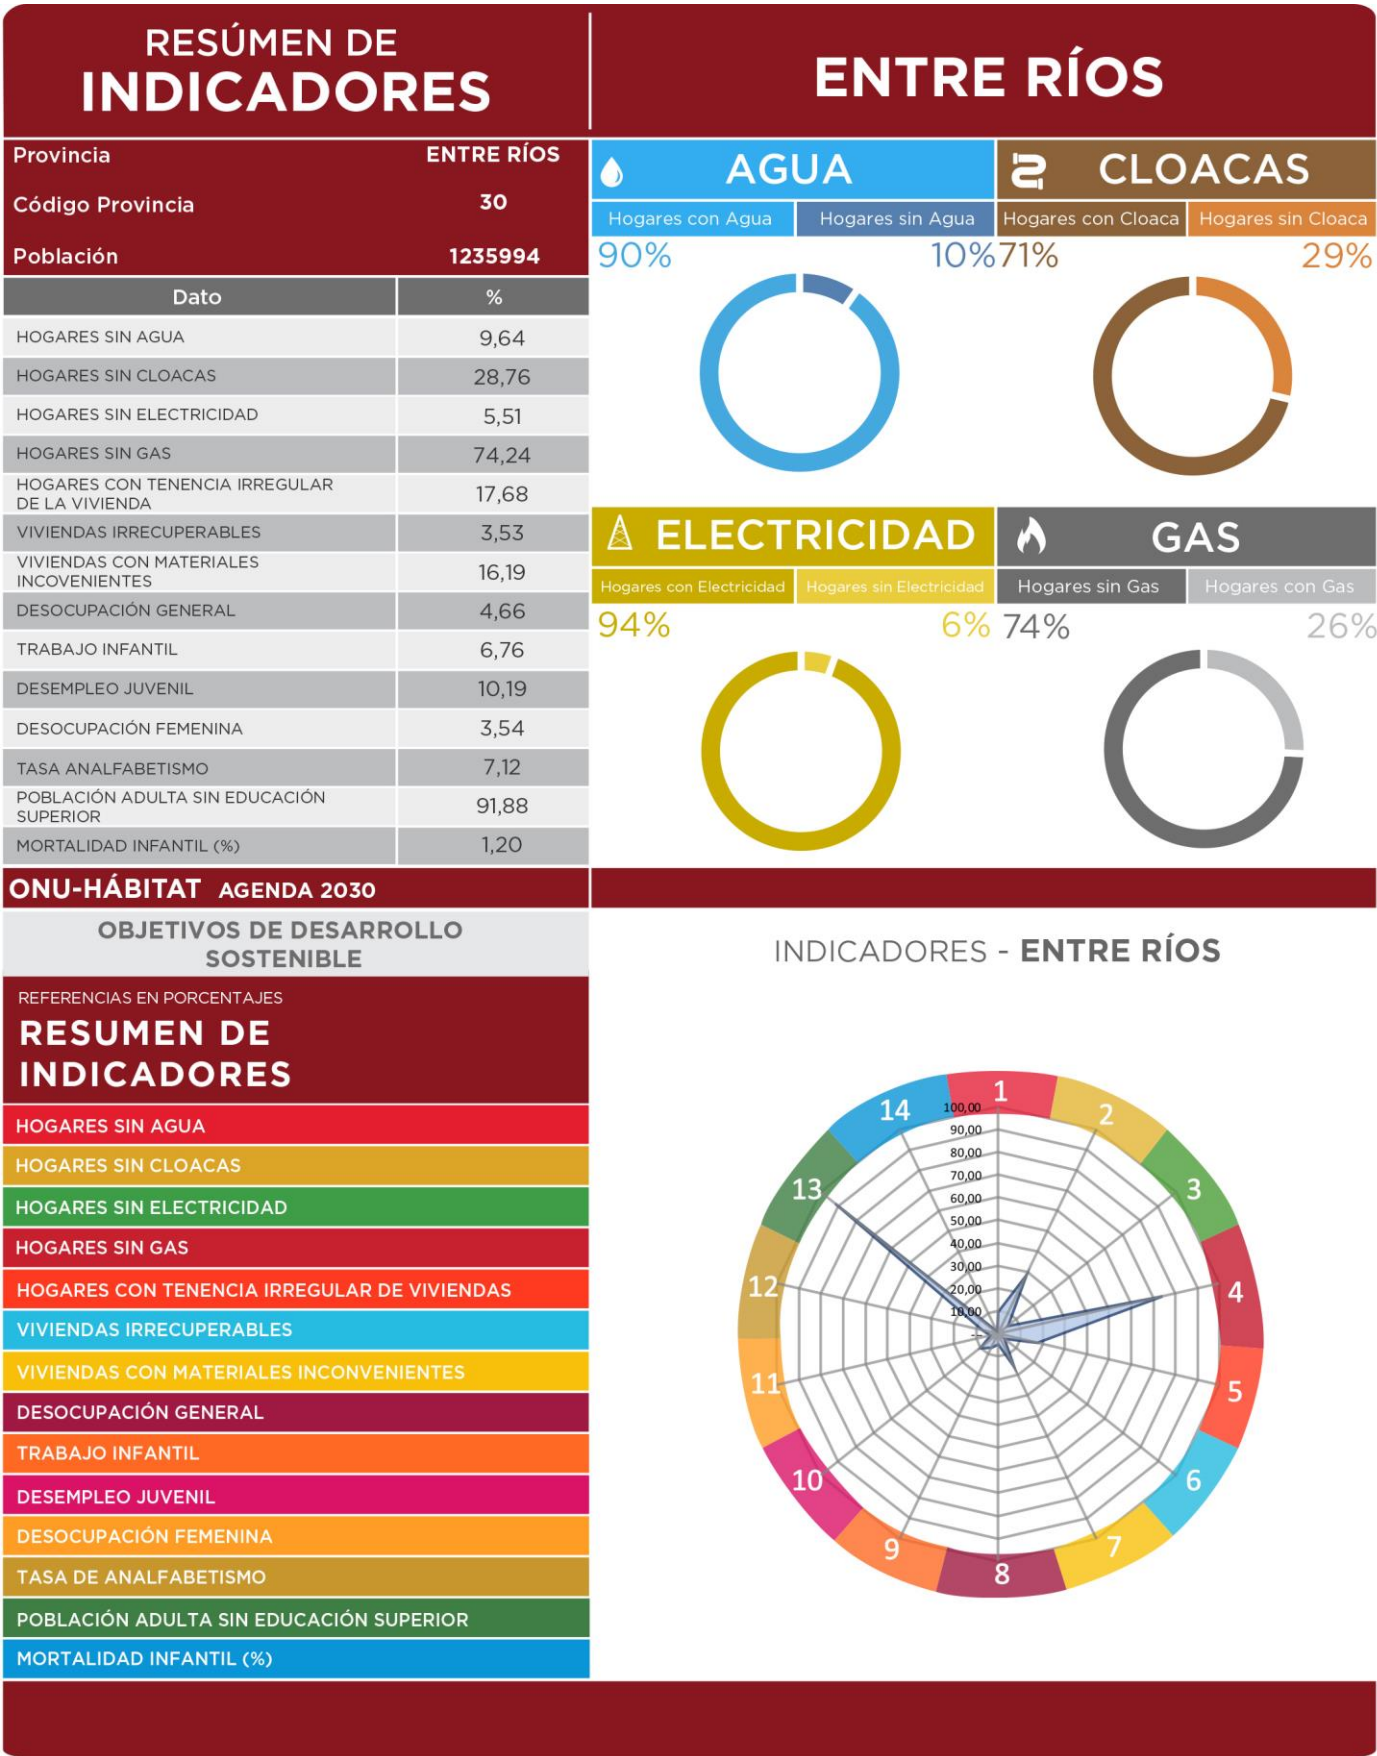 RESÚMEN DE
INDICADORES
ENTRE RÍOS
Provincia ENTRE RÍOS
Código Provincia 30
Población 1235994
Dato %
HOGARES SIN AGUA 9,64
HOGARES SIN CLOACAS 28,76
HOGARES SIN ELECTRICIDAD 5,51
HOGARES SIN GAS 74,24
HOGARES CON TENENCIA IRREGULAR
DE LA VIVIENDA 17,68
VIVIENDAS IRRECUPERABLES 3,53
VIVIENDAS CON MATERIALES
INCOVENIENTES 16,19
DESOCUPACIÓN GENERAL 4,66
TRABAJO INFANTIL 6,76
DESEMPLEO JUVENIL 10,19
DESOCUPACIÓN FEMENINA 3,54
TASA ANALFABETISMO 7,12
POBLACIÓN ADULTA SIN EDUCACIÓN
SUPERIOR 91,88
MORTALIDAD INFANTIL (%) 1,20
AGUA
Hogares con Agua Hogares sin Agua
90% 10%
CLOACAS
Hogares con Cloaca Hogares sin Cloaca
71% 29%
ELECTRICIDAD
Hogares con Electricidad Hogares sin Electricidad
94% 6%
GAS
Hogares sin Gas Hogares con Gas
74% 26%
ONU-HÁBITAT AGENDA 2030
OBJETIVOS DE DESARROLLO
SOSTENIBLE
REFERENCIAS EN PORCENTAJES
RESUMEN DE
INDICADORES
HOGARES SIN AGUA
HOGARES SIN CLOACAS
HOGARES SIN ELECTRICIDAD
HOGARES SIN GAS
HOGARES CON TENENCIA IRREGULAR DE VIVIENDAS
VIVIENDAS IRRECUPERABLES
VIVIENDAS CON MATERIALES INCONVENIENTES
DESOCUPACIÓN GENERAL
TRABAJO INFANTIL
DESEMPLEO JUVENIL
DESOCUPACIÓN FEMENINA
TASA DE ANALFABETISMO
POBLACIÓN ADULTA SIN EDUCACIÓN SUPERIOR
MORTALIDAD INFANTIL (%)
INDICADORES - ENTRE RÍOS
1
2
3
4
5
6
7
8
9
10
11
12
13
14
100,00
90,00
80,00
70,00
60,00
50,00
40,00
30,00
20,00
10,00
--